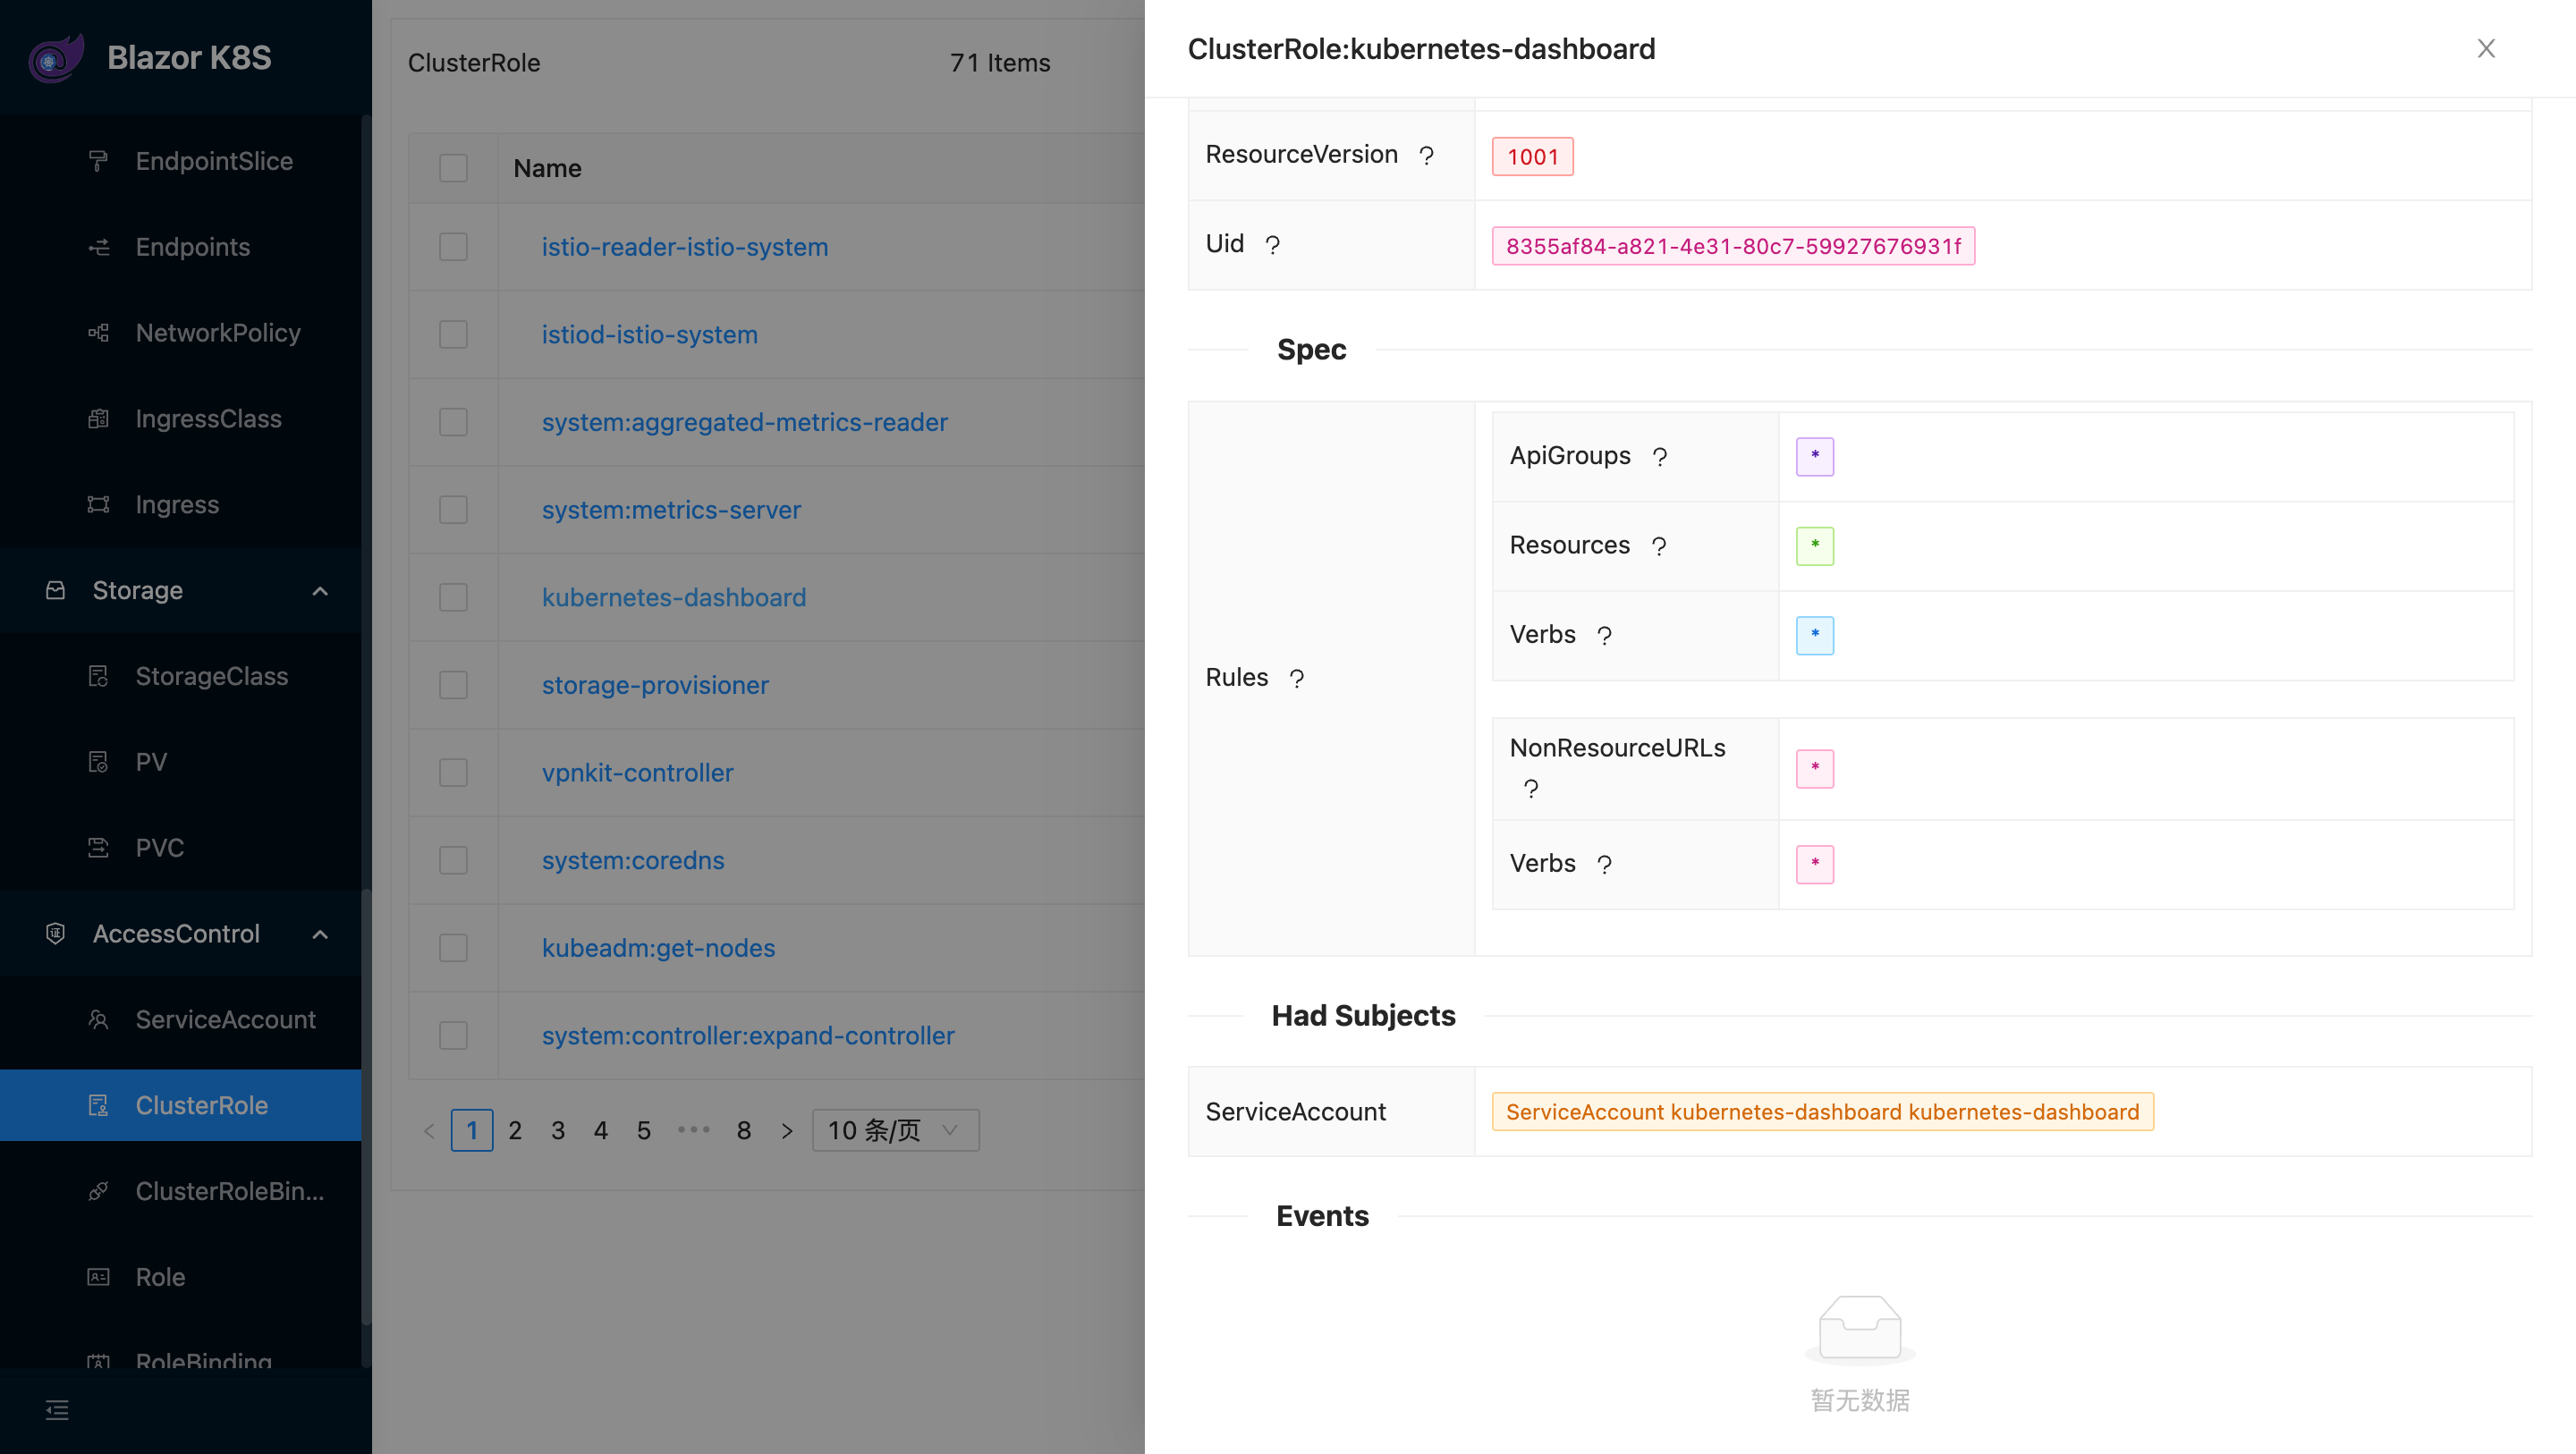 Blazor K8S
EndpointSlice
Endpoints
NetworkPolicy
IngressClass
Ingress
Storage
StorageClass
PV
PVC
AccessControl
ServiceAccount
ClusterRole
ClusterRoleBin...
Role
RoleBinding
ClusterRole 71 Items
Name
istio-reader-istio-system
istiod-istio-system
system:aggregated-metrics-reader
system:metrics-server
kubernetes-dashboard
storage-provisioner
vpnkit-controller
system:coredns
kubeadm:get-nodes
system:controller:expand-controller
< 1 2 3 4 5 ••• 8 > 10 条/页
ClusterRole:kubernetes-dashboard
ResourceVersion ? 1001
Uid ? 8355af84-a821-4e31-80c7-59927676931f
Spec
Rules ?
ApiGroups ? *
Resources ? *
Verbs ? *
NonResourceURLs ? *
Verbs ? *
Had Subjects
ServiceAccount ServiceAccount kubernetes-dashboard kubernetes-dashboard
Events
暂无数据